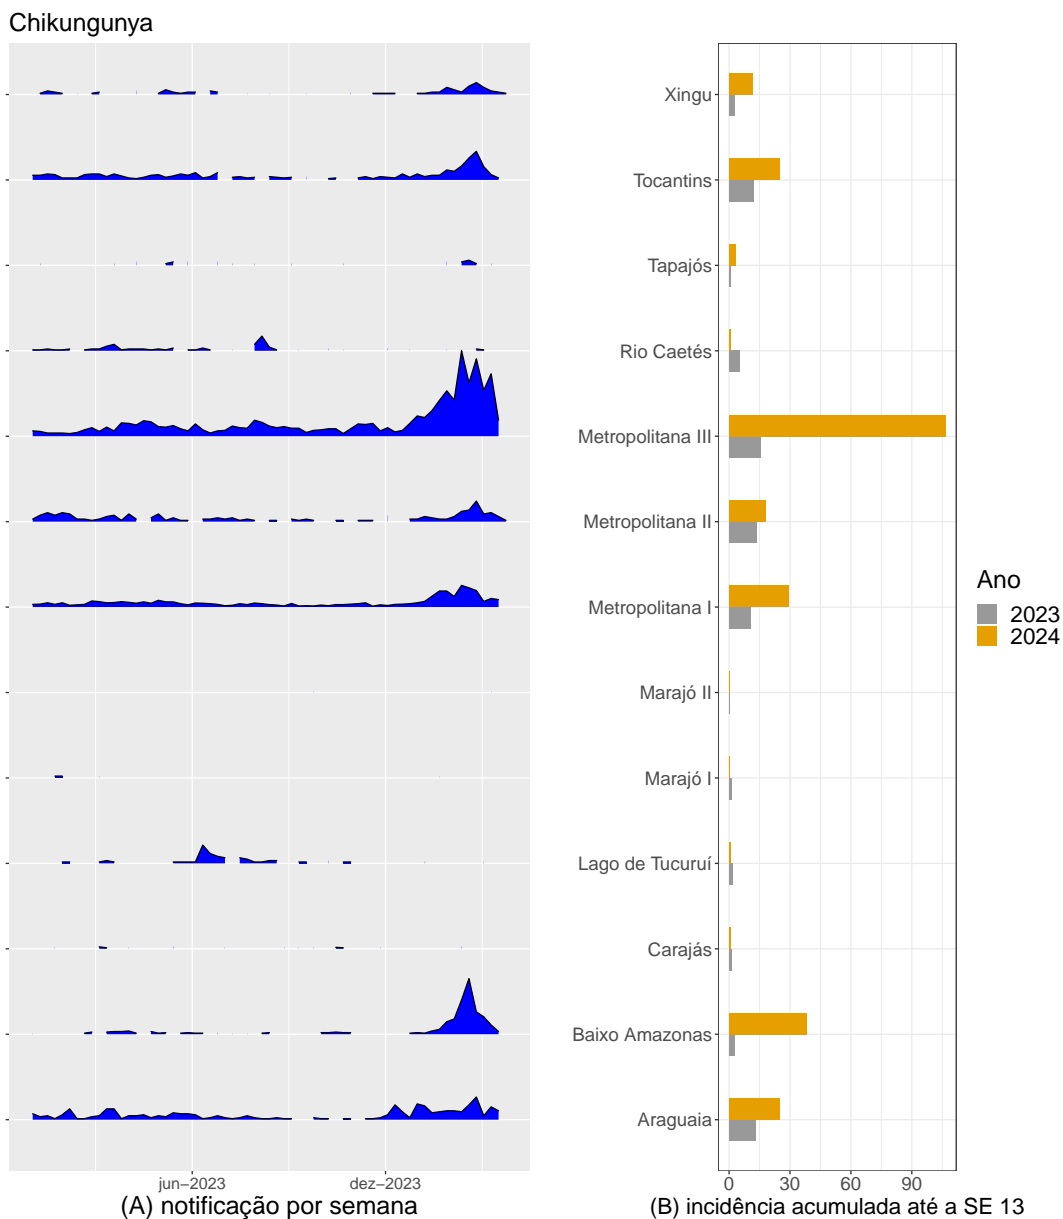 Chikungunya
Xingu
Tocantins
Tapajós
Rio Caetés
Metropolitana III
Metropolitana II
Metropolitana I
Marajó II
Marajó I
Lago de Tucuruí
Carajás
Baixo Amazonas
Araguaia
jun−2023 dez−2023
(A) notificação por semana
0 30 60 90
(B) incidência acumulada até a SE 13
Ano
2023
2024